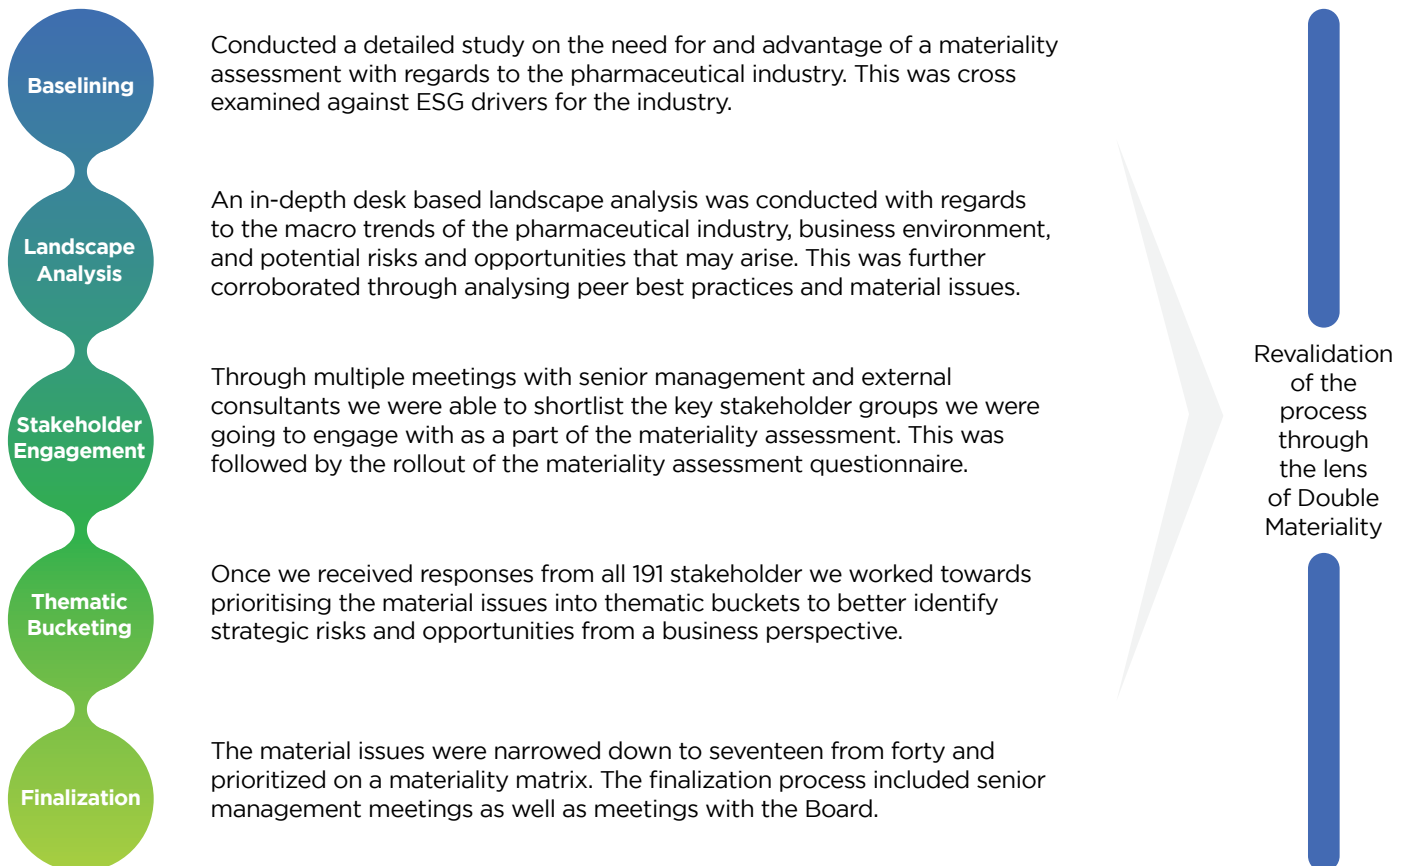 Baselining
Conducted a detailed study on the need for and advantage of a materiality
assessment with regards to the pharmaceutical industry. This was cross
examined against ESG drivers for the industry.
Landscape
Analysis
An in-depth desk based landscape analysis was conducted with regards
to the macro trends of the pharmaceutical industry, business environment,
and potential risks and opportunities that may arise. This was further
corroborated through analysing peer best practices and material issues.
Stakeholder
Engagement
Through multiple meetings with senior management and external
consultants we were able to shortlist the key stakeholder groups we were
going to engage with as a part of the materiality assessment. This was
followed by the rollout of the materiality assessment questionnaire.
Thematic
Bucketing
Once we received responses from all 191 stakeholder we worked towards
prioritising the material issues into thematic buckets to better identify
strategic risks and opportunities from a business perspective.
Finalization
The material issues were narrowed down to seventeen from forty and
prioritized on a materiality matrix. The finalization process included senior
management meetings as well as meetings with the Board.
Revalidation
of the
process
through
the lens
of Double
Materiality